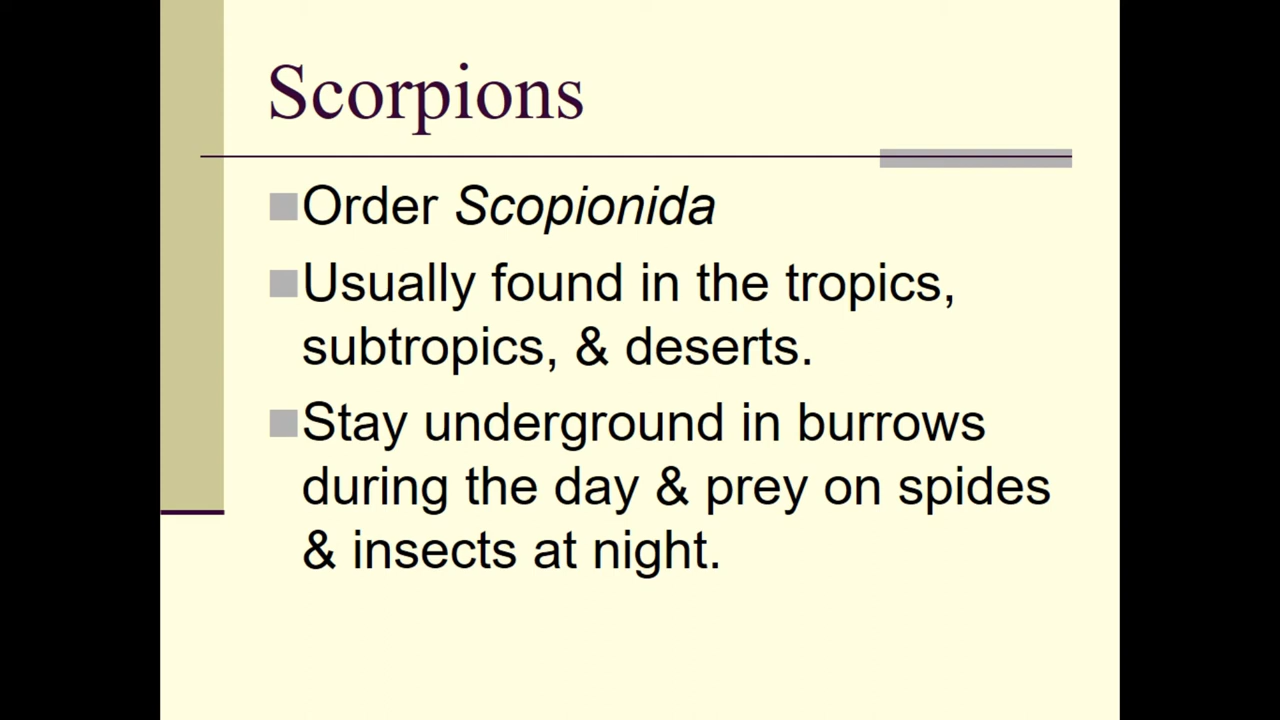 Scorpions
Order Scopionida
Usually found in the tropics,
subtropics, & deserts.
Stay underground in burrows
during the day & prey on spides
& insects at night.